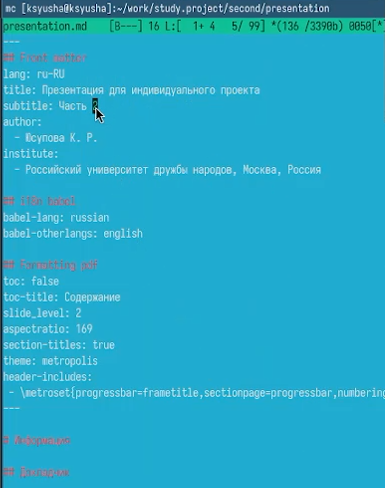 mc [ksyusha@ksyusha]:~/work/study.project/second/presentation
presentation.md [B---] 16 L:[ 1+ 4 5/ 99] *(136 /3390b) 0050[*
---
## Front matter
lang: ru-RU
title: Презентация для индивидуального проекта
subtitle: Часть
author:
- Юсупова К. Р.
institute:
- Российский университет дружбы народов, Москва, Россия
## i18n babel
babel-lang: russian
babel-otherlangs: english
## Formatting pdf
toc: false
toc-title: Содержание
slide_level: 2
aspectratio: 169
section-titles: true
theme: metropolis
header-includes:
- \metroset{progressbar=frametitle,sectionpage=progressbar,numbering
---
# Информация
## Докладчик